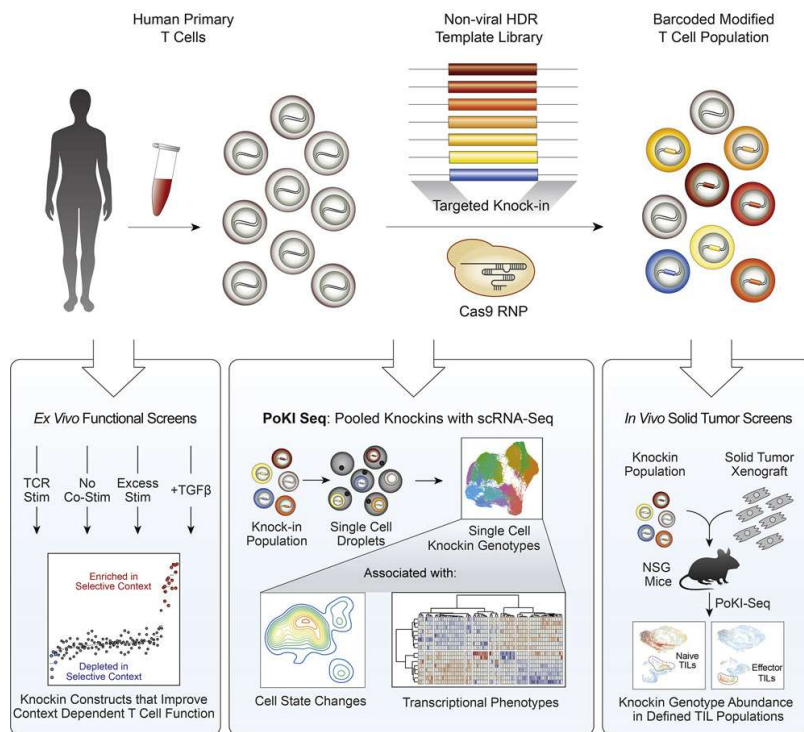 Human Primary
T Cells
Non-viral HDR
Template Library
Barcoded Modified
T Cell Population
Targeted Knock-in
Cas9 RNP
Ex Vivo Functional Screens
TCR
Stim
No
Co-Stim
Excess
Stim
+TGFβ
Enriched in
Selective Context
Depleted in
Selective Context
Knockin Constructs that Improve
Context Dependent T Cell Function
PoKI Seq: Pooled Knockins with scRNA-Seq
Knock-in
Population
Single Cell
Droplets
Single Cell
Knockin Genotypes
Associated with:
Cell State Changes
Transcriptional Phenotypes
In Vivo Solid Tumor Screens
Knockin
Population
Solid Tumor
Xenograft
NSG
Mice
PoKI-Seq
Naive
TILs
Effector
TILs
Knockin Genotype Abundance
in Defined TIL Populations